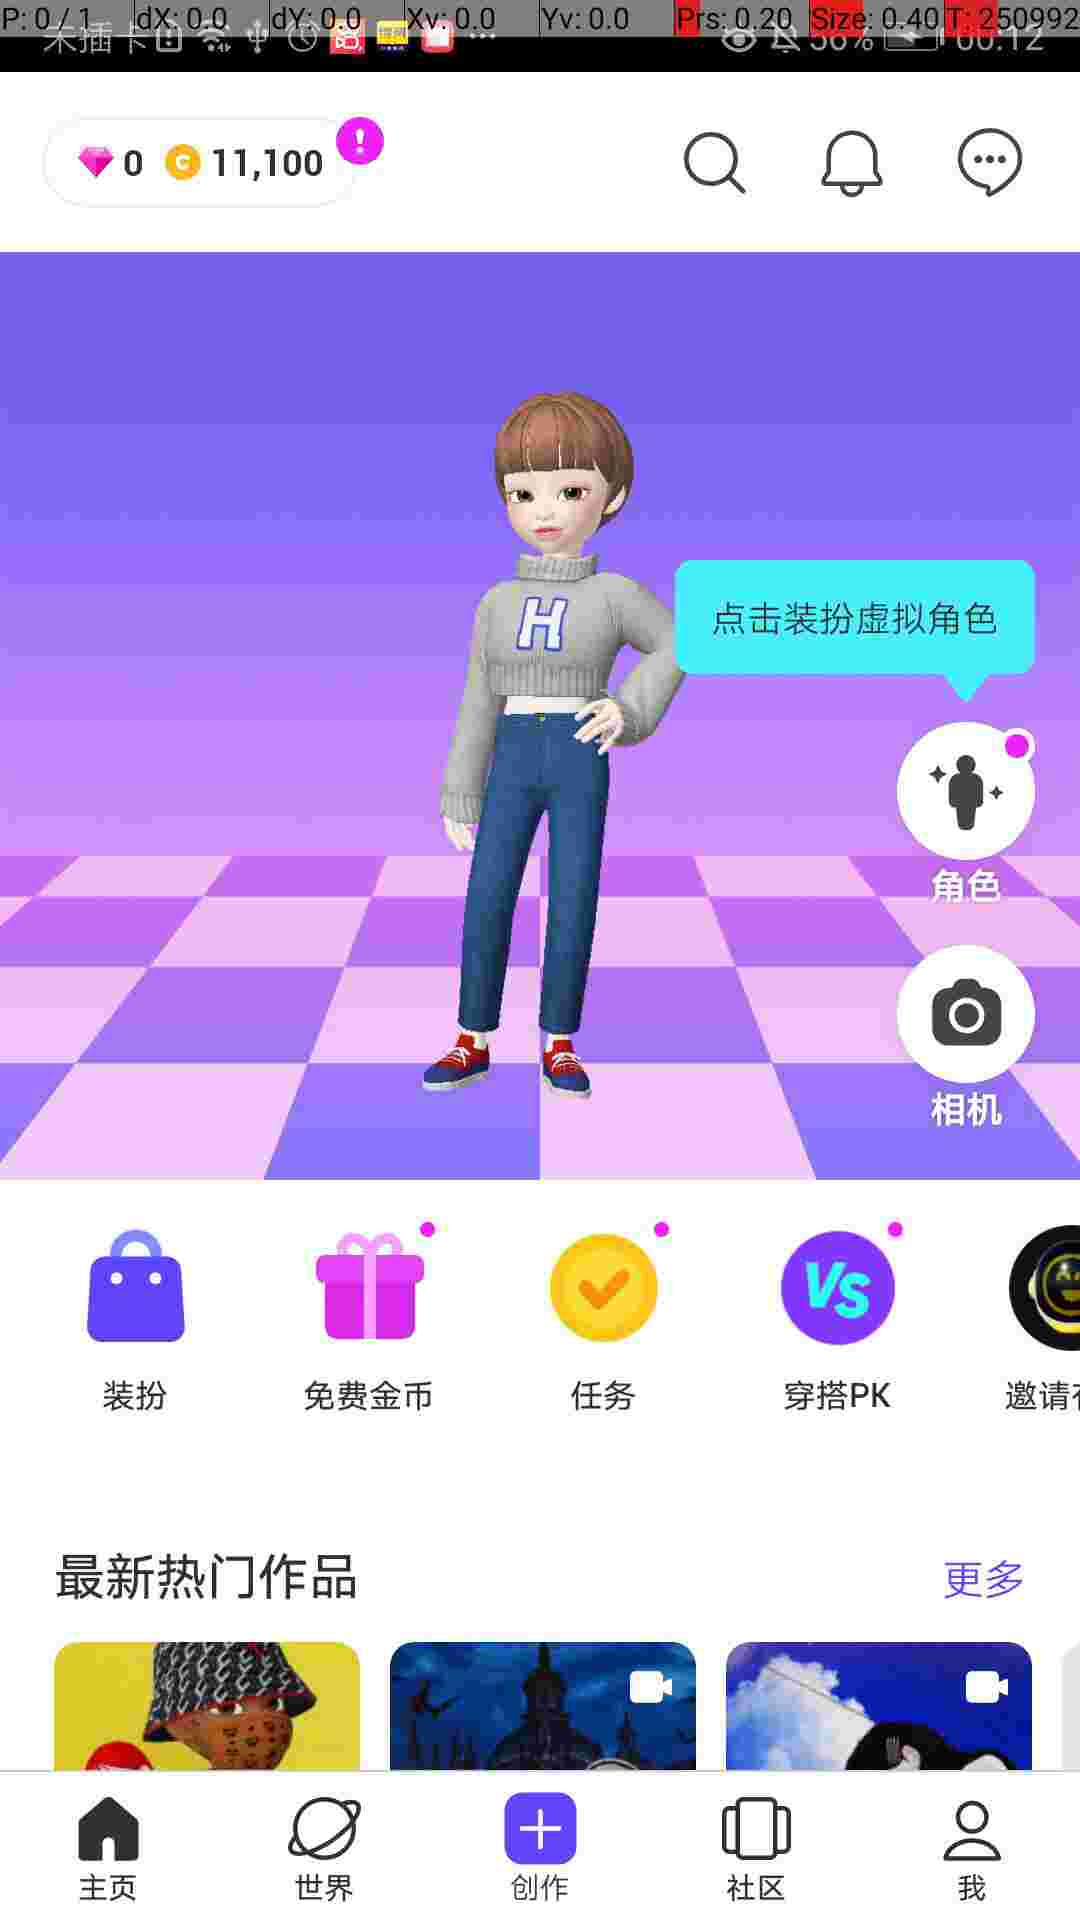 P: 0 / 1 dX: 0.0 dY: 0.0 Xv: 0.0 Yv: 0.0 Prs: 0.20 Size: 0.40 T: 250992
未插卡 56% 00:12
0 C 11,100 !
H
点击装扮虚拟角色
角色
相机
VS
装扮 免费金币 任务 穿搭PK 邀请
最新热门作品 更多
主页 世界 创作 社区 我